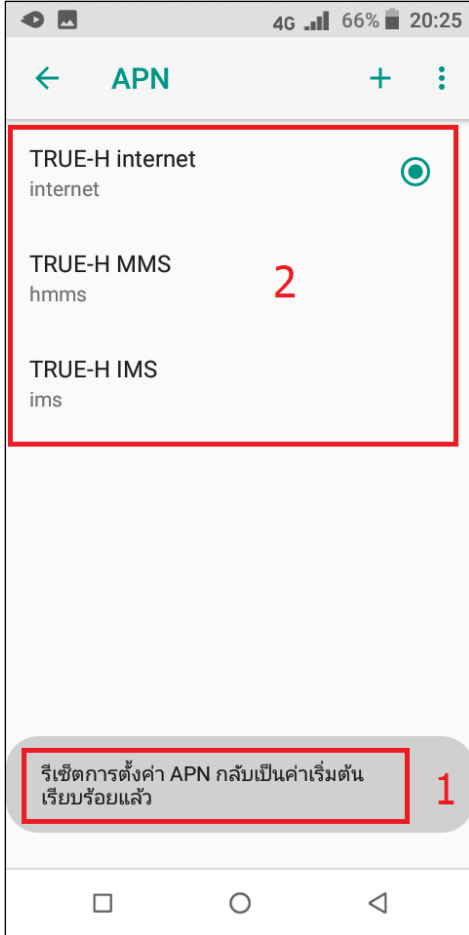 4G 66% 20:25
APN
TRUE-H internet
internet
TRUE-H MMS
hmms
2
TRUE-H IMS
ims
รีเซ็ตการตั้งค่า APN กลับเป็นค่าเริ่มต้น
เรียบร้อยแล้ว
1